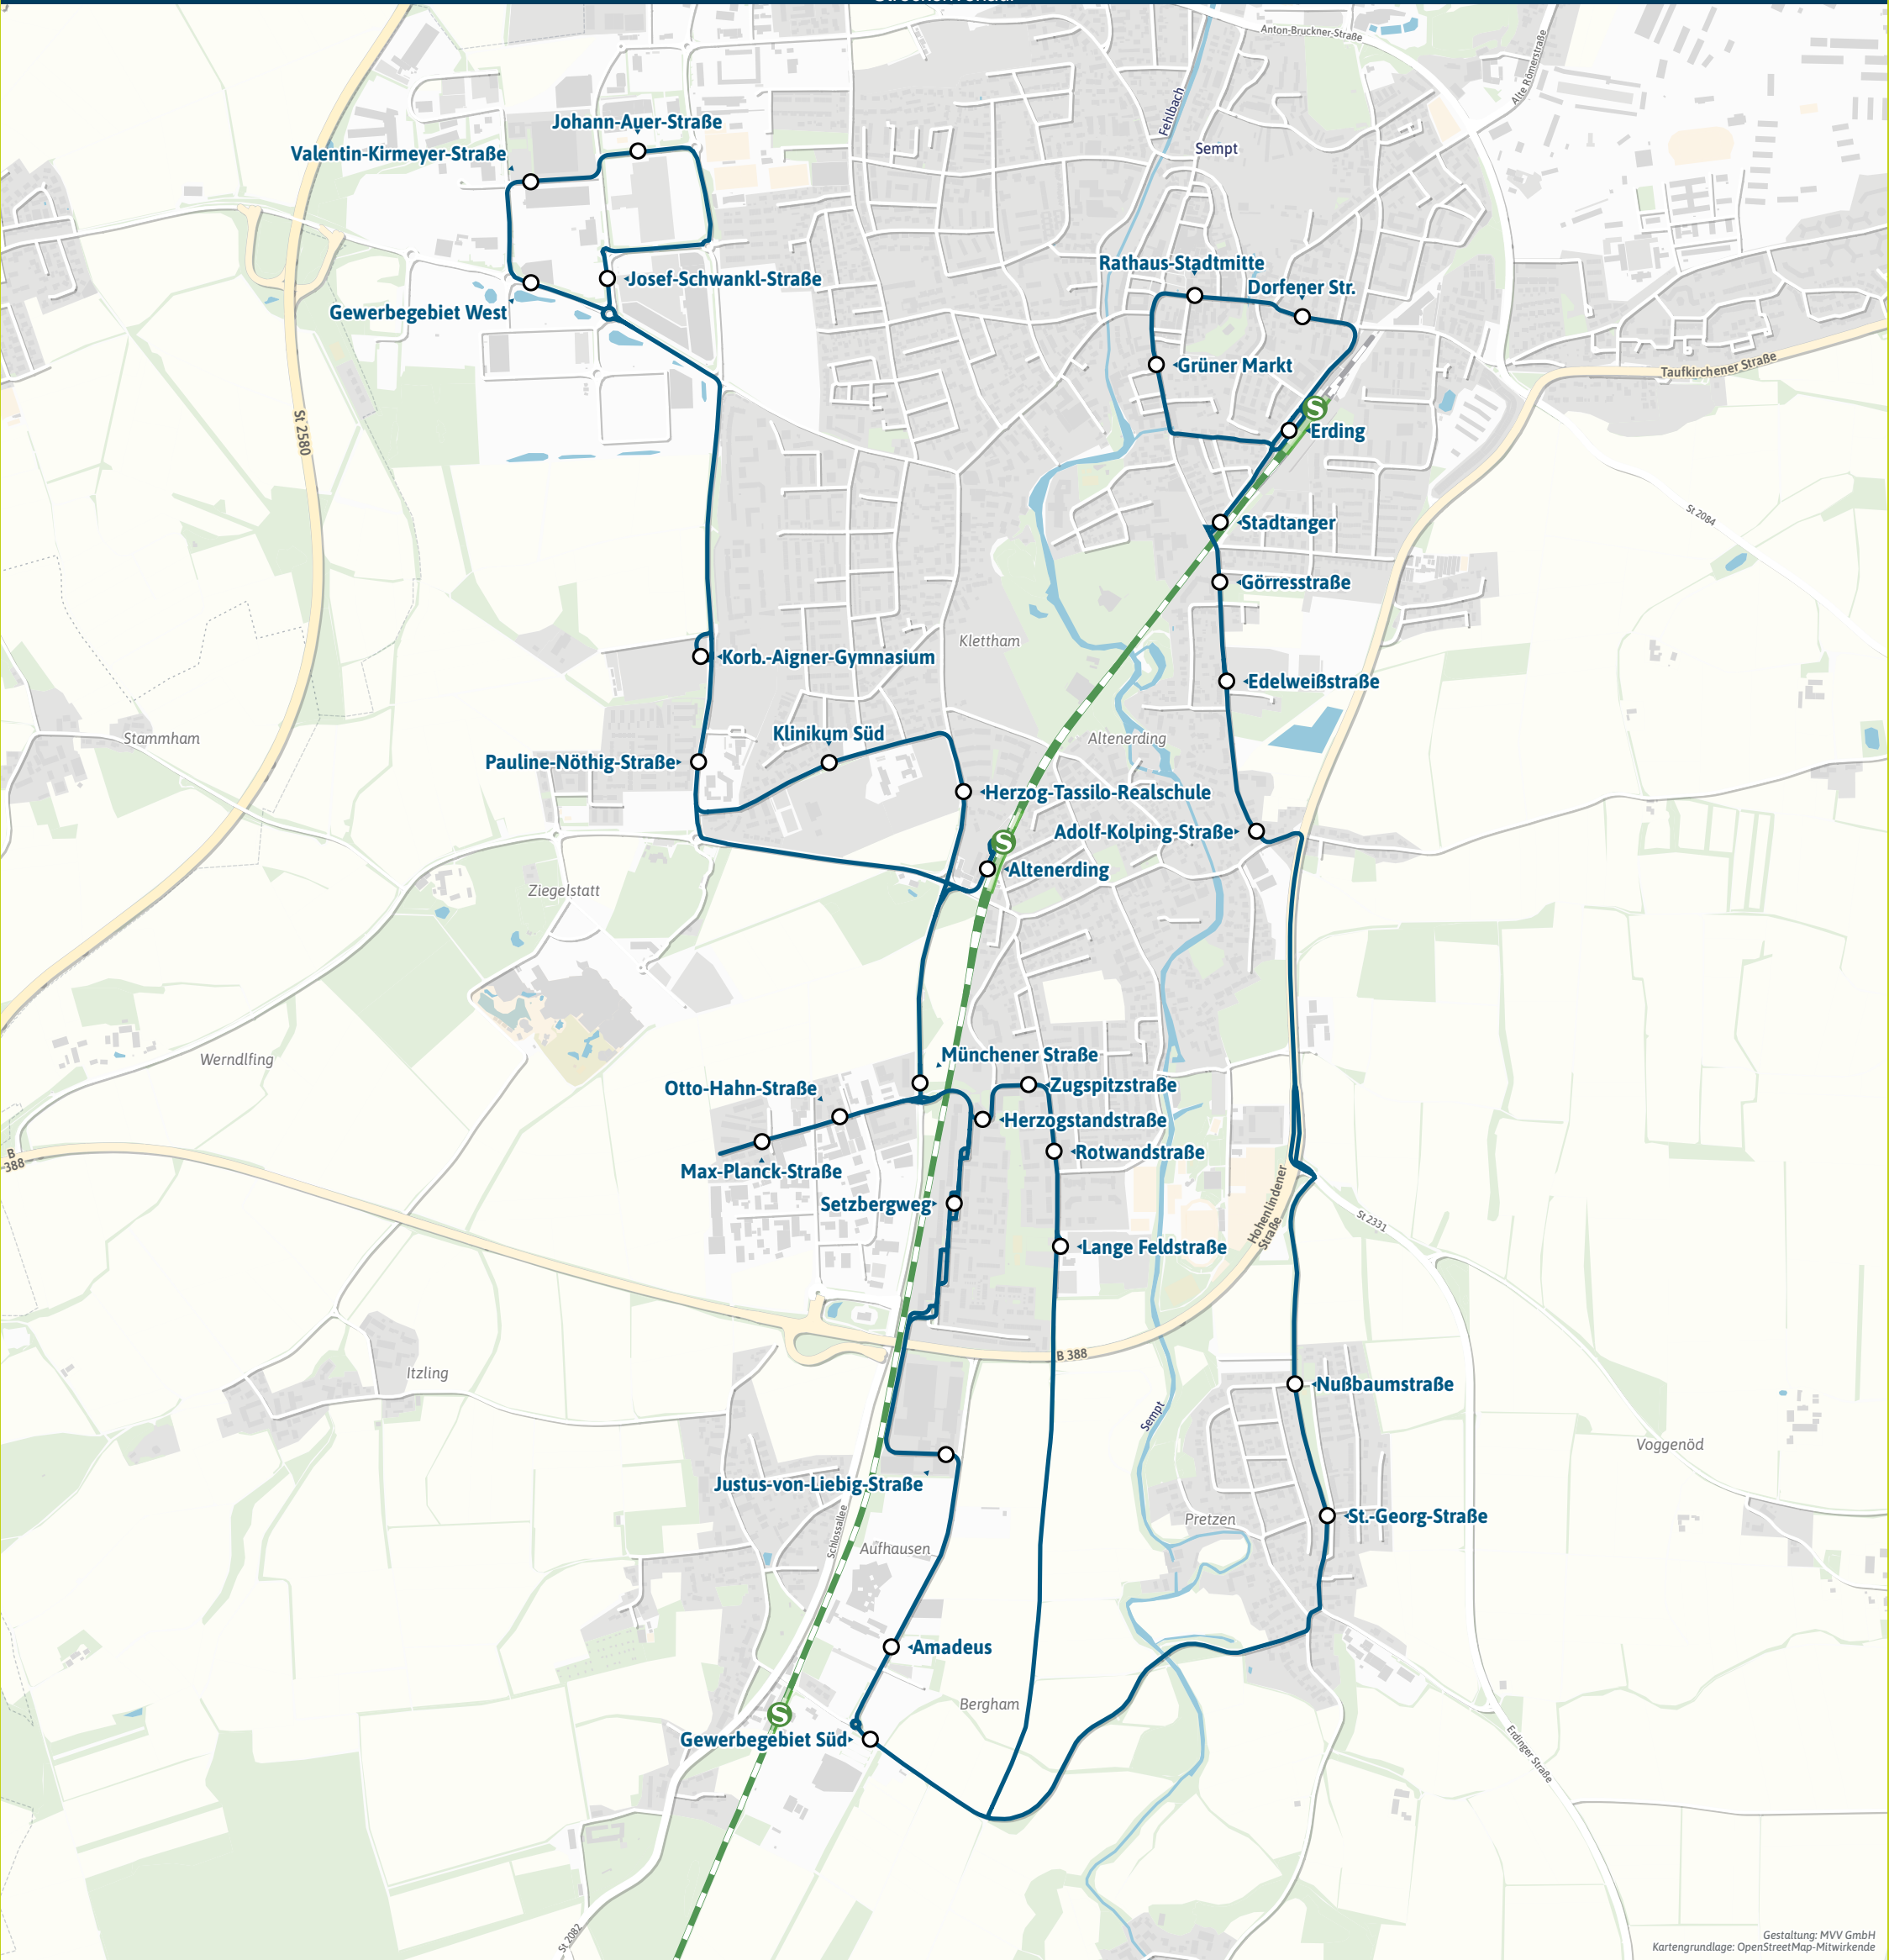 Anton-Bruckner-Straße
Alte Römerstraße
Fehlbach
Sempt
Johann-Auer-Straße
Valentin-Kirmeyer-Straße
Josef-Schwankl-Straße
Gewerbegebiet West
Rathaus-Stadtmitte
Dorfener Str.
Grüner Markt
Taufkirchener Straße
St 2580
S
Erding
Stadtanger
St 2084
Görresstraße
Klettham
Korb.-Aigner-Gymnasium
Edelweißstraße
Stammham
Klinikum Süd
Altenerding
Pauline-Nöthig-Straße
Herzog-Tassilo-Realschule
Adolf-Kolping-Straße
S
Altenerding
Ziegelstatt
Werndlfing
Münchener Straße
Otto-Hahn-Straße
Zugspitzstraße
Herzogstandstraße
B
388
Rotwandstraße
Max-Planck-Straße
Setzbergweg
Hohenlindener
Straße
St 2331
Lange Feldstraße
B 388
Itzling
Nußbaumstraße
Sempt
Voggenöd
Justus-von-Liebig-Straße
Schlossallee
Pretzen
St.-Georg-Straße
Aufhausen
Amadeus
Bergham
S
Gewerbegebiet Süd
Erdinger Straße
St 2082
Gestaltung: MVV GmbH
Kartengrundlage: OpenStreetMap-Mitwirkende